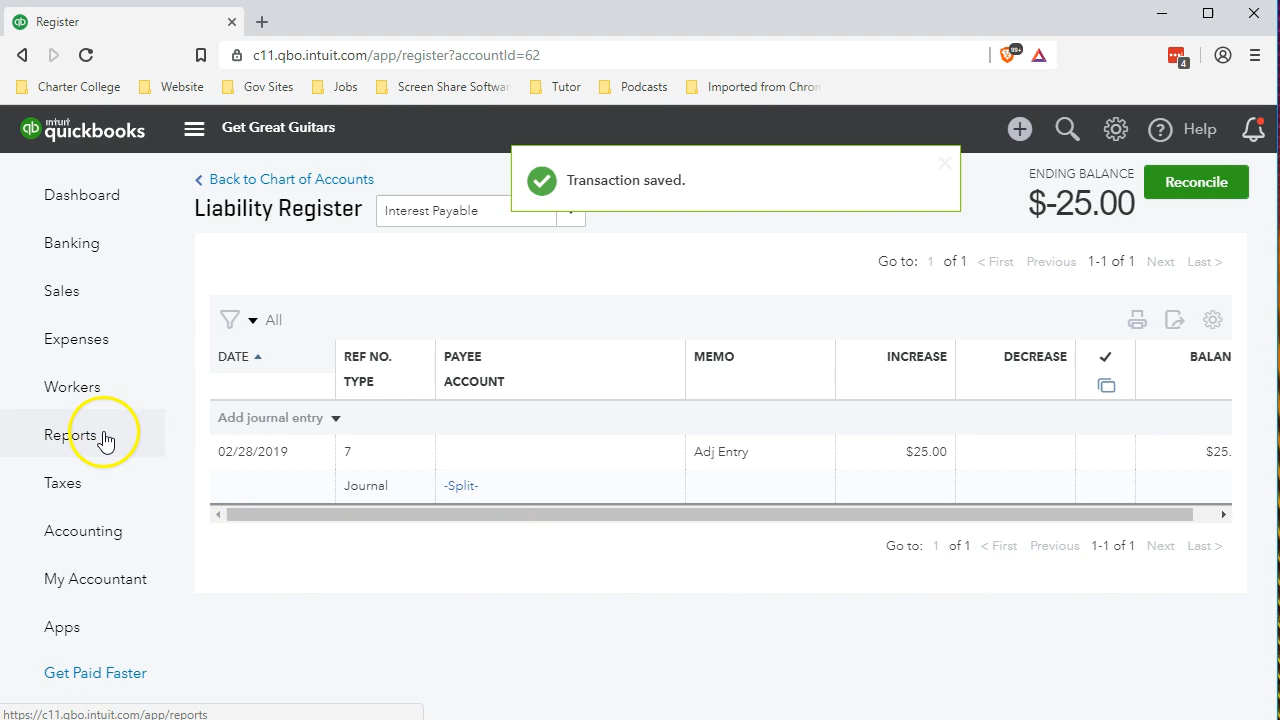 Register
c11.qbo.intuit.com/app/register?accountId=62
99+
4
Charter College Website Gov Sites Jobs Screen Share Softwar Tutor Podcasts Imported from Chron
qb intuit quickbooks Get Great Guitars Help
Transaction saved.
Dashboard
Banking
Sales
Expenses
Workers
Reports
Taxes
Accounting
My Accountant
Apps
Get Paid Faster
Back to Chart of Accounts
Liability Register Interest Payable
ENDING BALANCE
$-25.00
Reconcile
Go to: 1 of 1 < First Previous 1-1 of 1 Next Last >
All
DATE REF NO. PAYEE MEMO INCREASE DECREASE ✓ BALAN
TYPE ACCOUNT
Add journal entry
02/28/2019 7 Adj Entry $25.00 $25.
Journal -Split-
Go to: 1 of 1 < First Previous 1-1 of 1 Next Last >
https://c11.qbo.intuit.com/app/reports